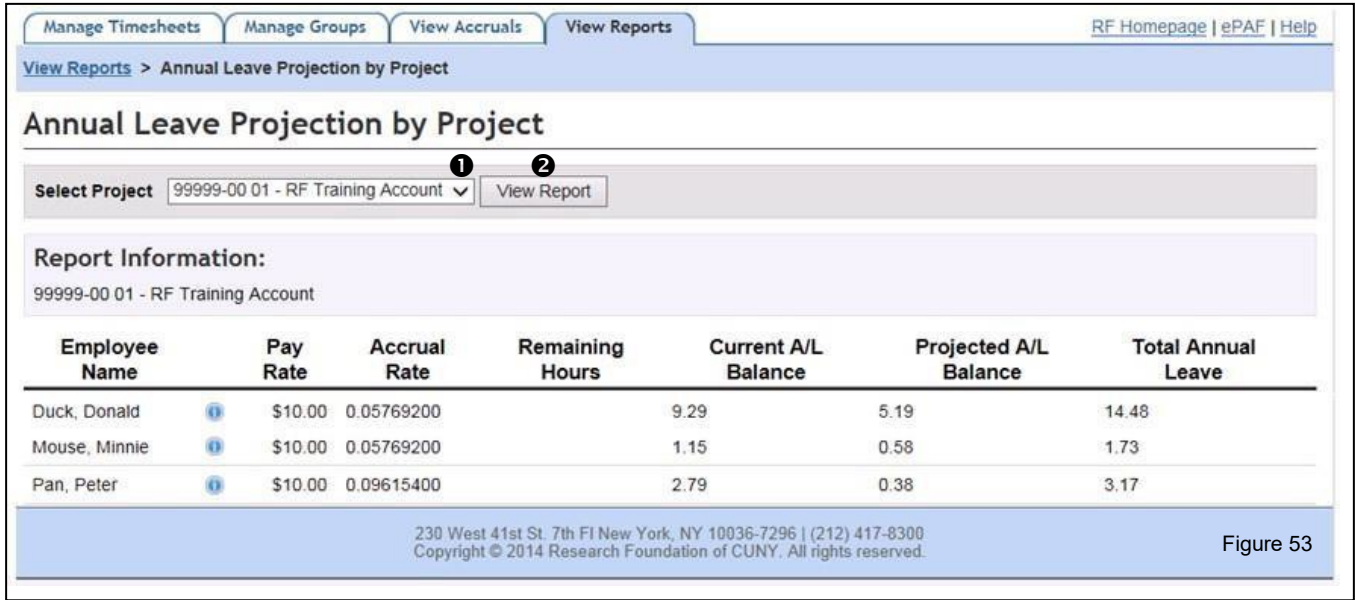 Manage Timesheets Manage Groups View Accruals View Reports RF Homepage | ePAF | Help
View Reports > Annual Leave Projection by Project
Annual Leave Projection by Project
❶ ❷
Select Project 99999-00 01 - RF Training Account View Report
Report Information:
99999-00 01 - RF Training Account
Employee Name Pay Rate Accrual Rate Remaining Hours Current A/L Balance Projected A/L Balance Total Annual Leave
Duck, Donald $10.00 0.05769200 9.29 5.19 14.48
Mouse, Minnie $10.00 0.05769200 1.15 0.58 1.73
Pan, Peter $10.00 0.09615400 2.79 0.38 3.17
230 West 41st St. 7th Fl New York, NY 10036-7296 | (212) 417-8300
Copyright © 2014 Research Foundation of CUNY. All rights reserved.
Figure 53